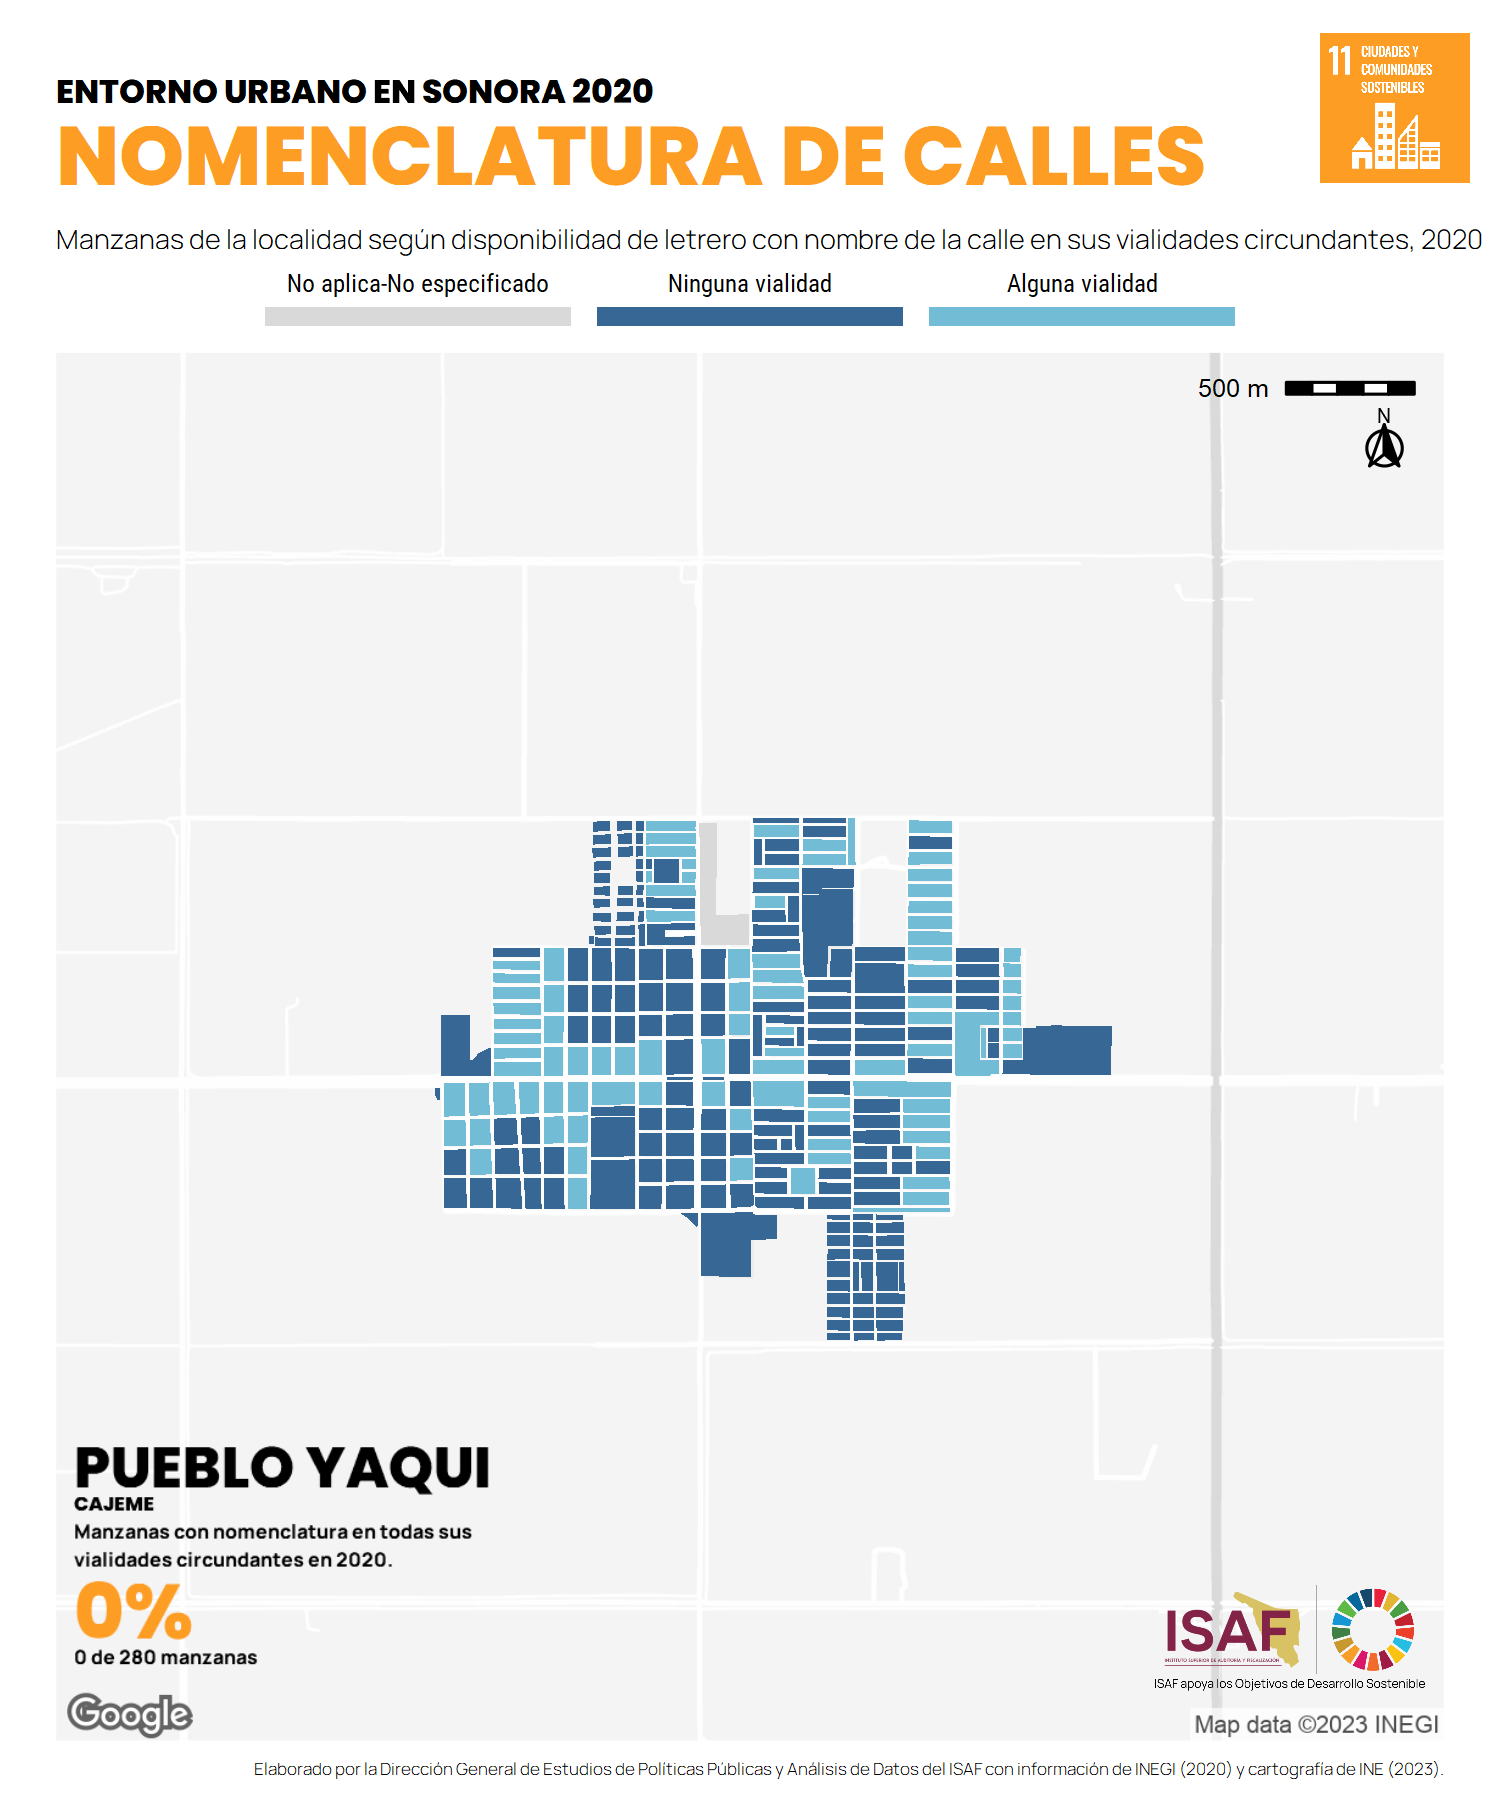 11 CIUDADES Y
COMUNIDADES
SOSTENIBLES
ENTORNO URBANO EN SONORA 2020
NOMENCLATURA DE CALLES
Manzanas de la localidad según disponibilidad de letrero con nombre de la calle en sus vialidades circundantes, 2020
No aplica-No especificado
Ninguna vialidad
Alguna vialidad
500 m
N
PUEBLO YAQUI
CAJEME
Manzanas con nomenclatura en todas sus
vialidades circundantes en 2020.
0%
0 de 280 manzanas
Google
ISAF
INSTITUTO SUPERIOR DE AUDITORÍA Y FISCALIZACIÓN
ISAF apoya los Objetivos de Desarrollo Sostenible
Map data ©2023 INEGI
Elaborado por la Dirección General de Estudios de Políticas Públicas y Análisis de Datos del ISAF con información de INEGI (2020) y cartografía de INE (2023).